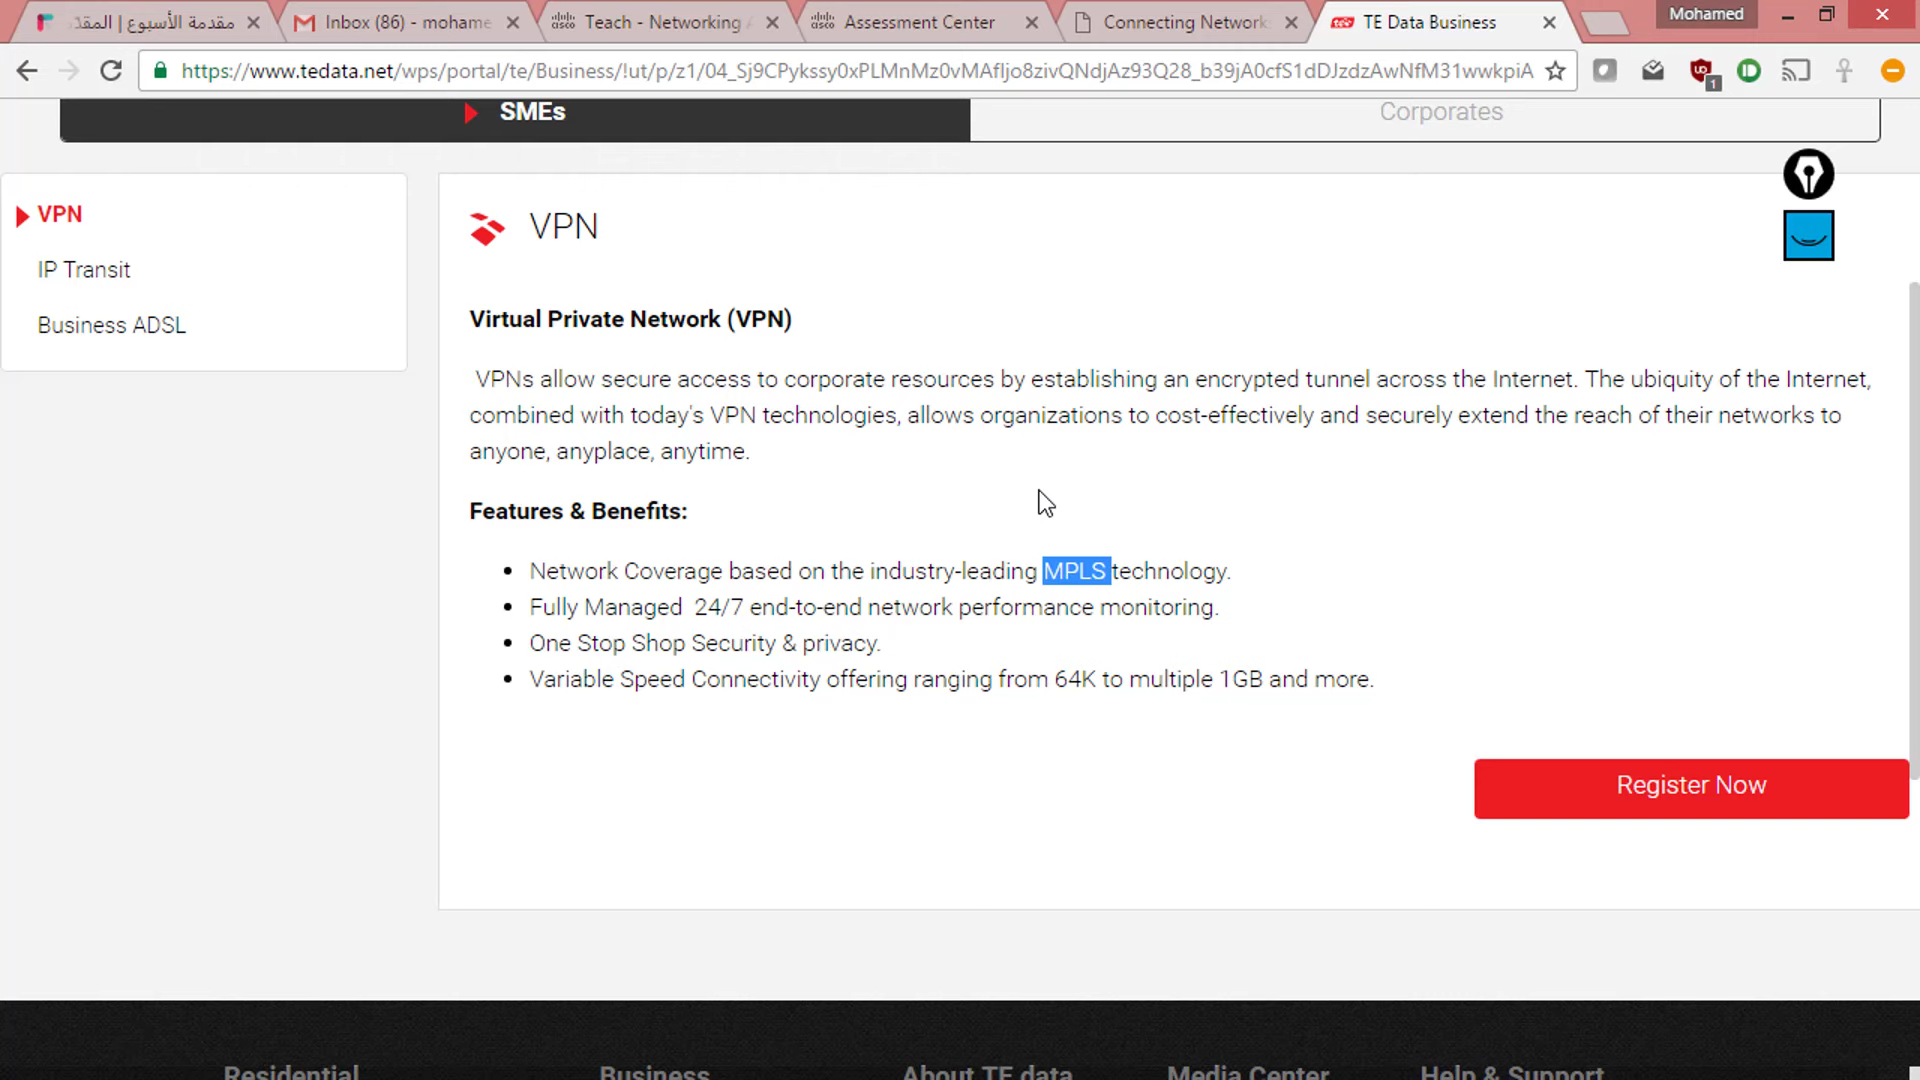 مقدمة الأسبوع | المقد
Inbox (86) - mohame
Teach - Networking A
Assessment Center
Connecting Network
TE Data Business
Mohamed
https://www.tedata.net/wps/portal/te/Business/!ut/p/z1/04_Sj9CPykssy0xPLMnMz0vMAfIjo8zivQNdjAz93Q28_b39jA0cfS1dDJzdzAwNfM31wwkpiA
1
SMEs
Corporates
VPN
IP Transit
Business ADSL
VPN
Virtual Private Network (VPN)
VPNs allow secure access to corporate resources by establishing an encrypted tunnel across the Internet. The ubiquity of the Internet,
combined with today's VPN technologies, allows organizations to cost-effectively and securely extend the reach of their networks to
anyone, anyplace, anytime.
Features & Benefits:
• Network Coverage based on the industry-leading MPLS technology.
• Fully Managed 24/7 end-to-end network performance monitoring.
• One Stop Shop Security & privacy.
• Variable Speed Connectivity offering ranging from 64K to multiple 1GB and more.
Register Now
Residential
Business
About TE data
Media Center
Help & Support